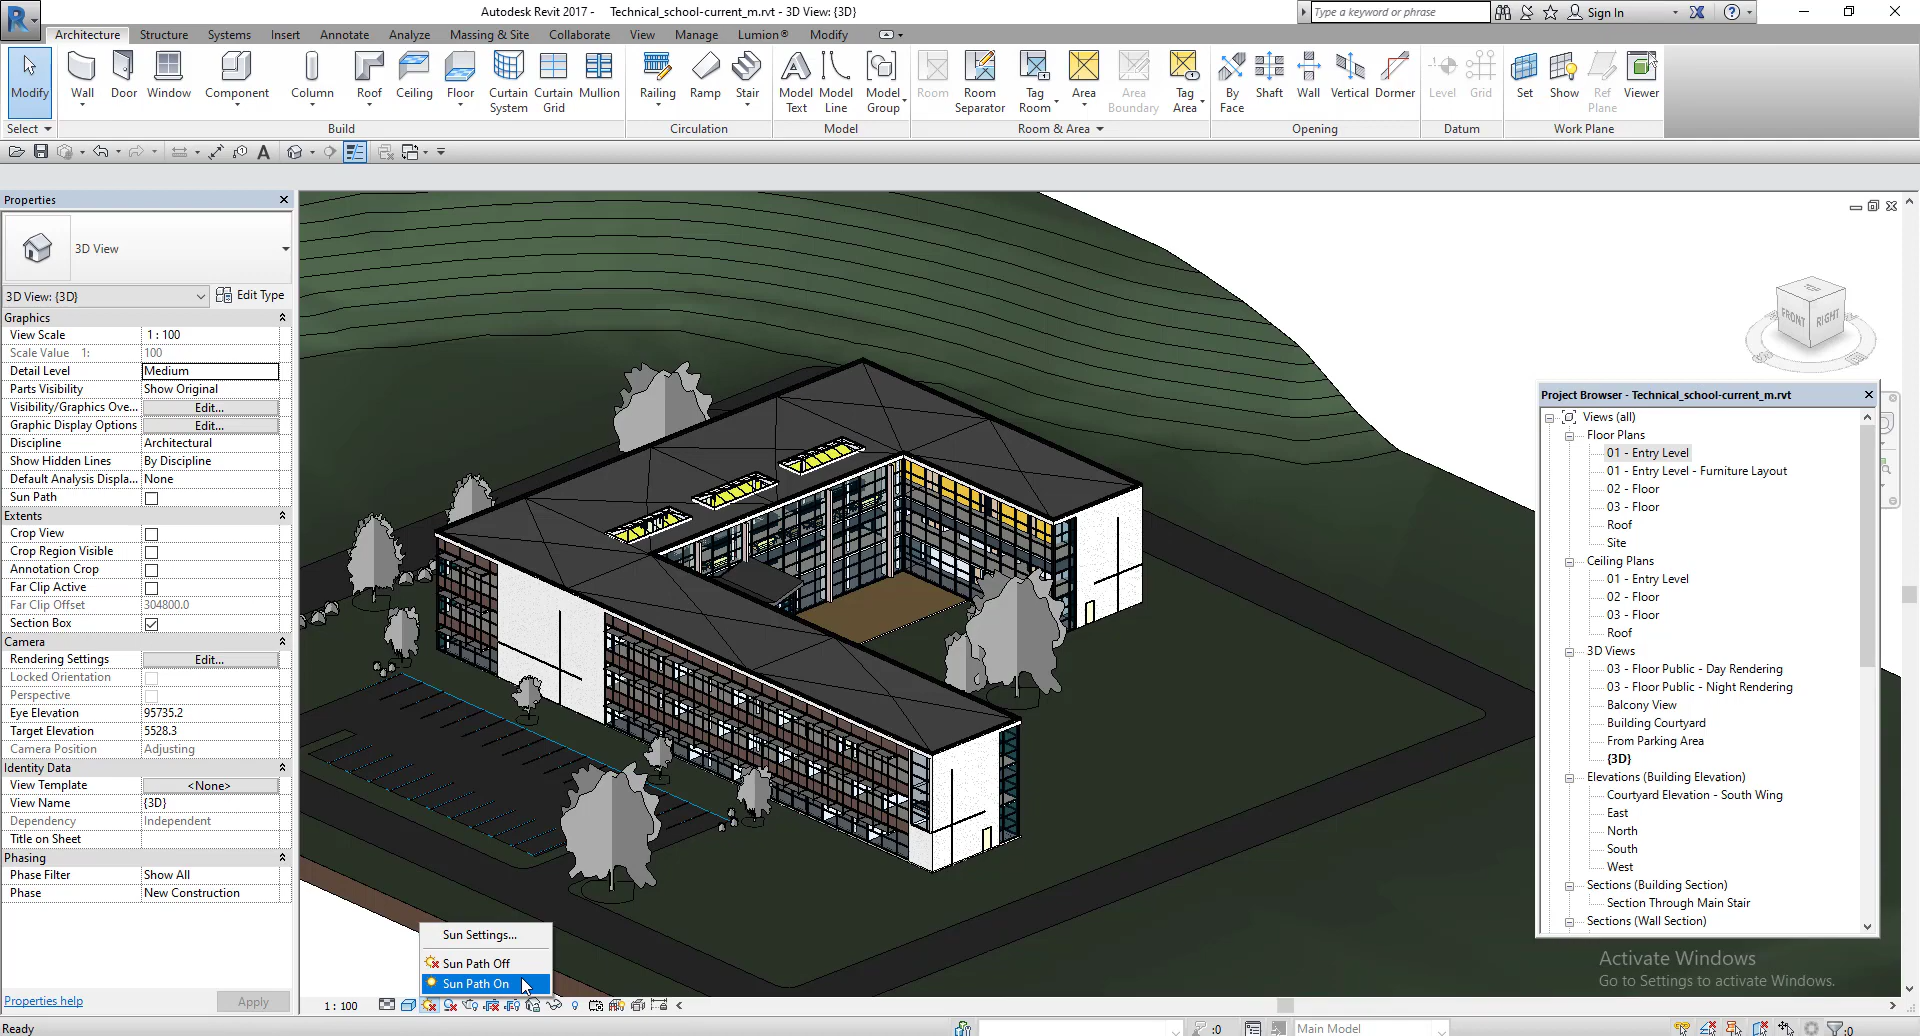 Autodesk Revit 2017 - Technical_school-current_m.rvt - 3D View: {3D}
Type a keyword or phrase
Sign In
Architecture Structure Systems Insert Annotate Analyze Massing & Site Collaborate View Manage Lumion® Modify
Modify Wall Door Window Component Column Roof Ceiling Floor Curtain System Curtain Grid Mullion Railing Ramp Stair Model Text Model Line Model Group Room Room Separator Tag Room Area Area Boundary Tag Area By Face Shaft Wall Vertical Dormer Level Grid Set Show Ref Plane Viewer
Select Build Circulation Model Room & Area Opening Datum Work Plane
Properties
3D View
3D View: {3D} Edit Type
Graphics
View Scale 1 : 100
Scale Value 1: 100
Detail Level Medium
Parts Visibility Show Original
Visibility/Graphics Ove... Edit...
Graphic Display Options Edit...
Discipline Architectural
Show Hidden Lines By Discipline
Default Analysis Displa... None
Sun Path
Extents
Crop View
Crop Region Visible
Annotation Crop
Far Clip Active
Far Clip Offset 304800.0
Section Box
Camera
Rendering Settings Edit...
Locked Orientation
Perspective
Eye Elevation 95735.2
Target Elevation 5528.3
Camera Position Adjusting
Identity Data
View Template <None>
View Name {3D}
Dependency Independent
Title on Sheet
Phasing
Phase Filter Show All
Phase New Construction
Properties help Apply
TOP
FRONT RIGHT
Project Browser - Technical_school-current_m.rvt
Views (all)
Floor Plans
01 - Entry Level
01 - Entry Level - Furniture Layout
02 - Floor
03 - Floor
Roof
Site
Ceiling Plans
01 - Entry Level
02 - Floor
03 - Floor
Roof
3D Views
03 - Floor Public - Day Rendering
03 - Floor Public - Night Rendering
Balcony View
Building Courtyard
From Parking Area
{3D}
Elevations (Building Elevation)
Courtyard Elevation - South Wing
East
North
South
West
Sections (Building Section)
Section Through Main Stair
Sections (Wall Section)
Activate Windows
Go to Settings to activate Windows.
Sun Settings...
Sun Path Off
Sun Path On
1 : 100
Ready
:0
Main Model
:0